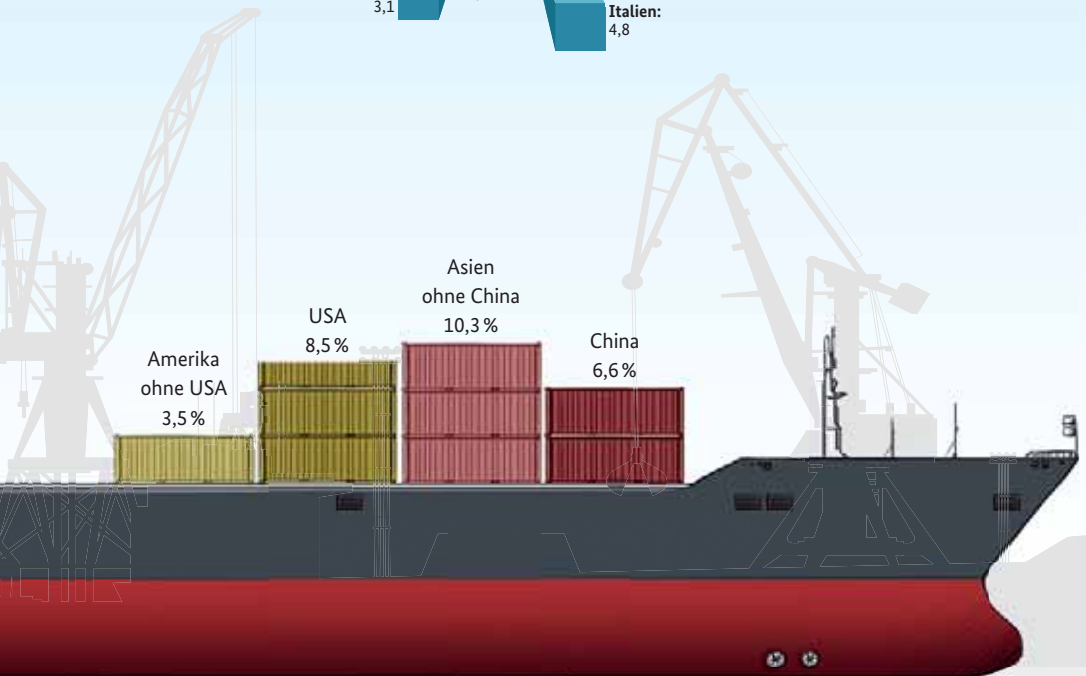 3,1
Italien:
4,8
Asien
ohne China
10,3 %
USA
8,5 %
China
6,6 %
Amerika
ohne USA
3,5 %